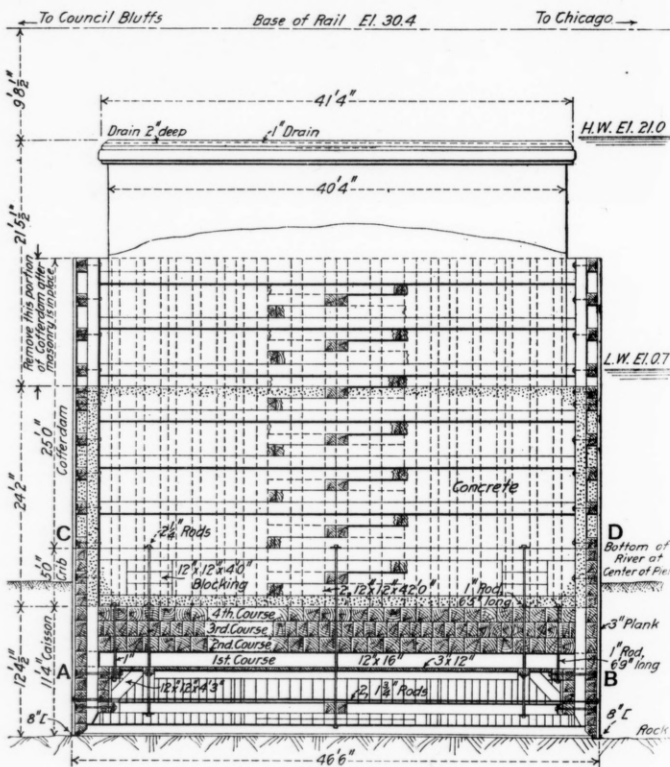 To Council Bluffs
Base of Rail El. 30.4
To Chicago
9'8½"
41'4"
Drain 2" deep
1" Drain
H.W. El. 21.0
40'4"
21'5½"
Remove this portion
of Cofferdam after
masonry is in place
L.W. El. 0.7
24'2"
25'0"
Cofferdam
Concrete
C
D
2¼" Rods
Bottom of
River at
Center of Pier
5'0"
Crib
12"x12"x4'0"
Blocking
2, 12"x12"x42'0"
1" Rod,
6'5" long
4th. Course
3rd. Course
2nd. Course
1st. Course
12"x16"
3"x12"
3" Plank
1" Rod,
6'9" long
12'4½"
11'4" Caisson
A
B
1"
12"x12"x4'3"
2, 1¾" Rods
8" [
8" [
Rock
46'6"